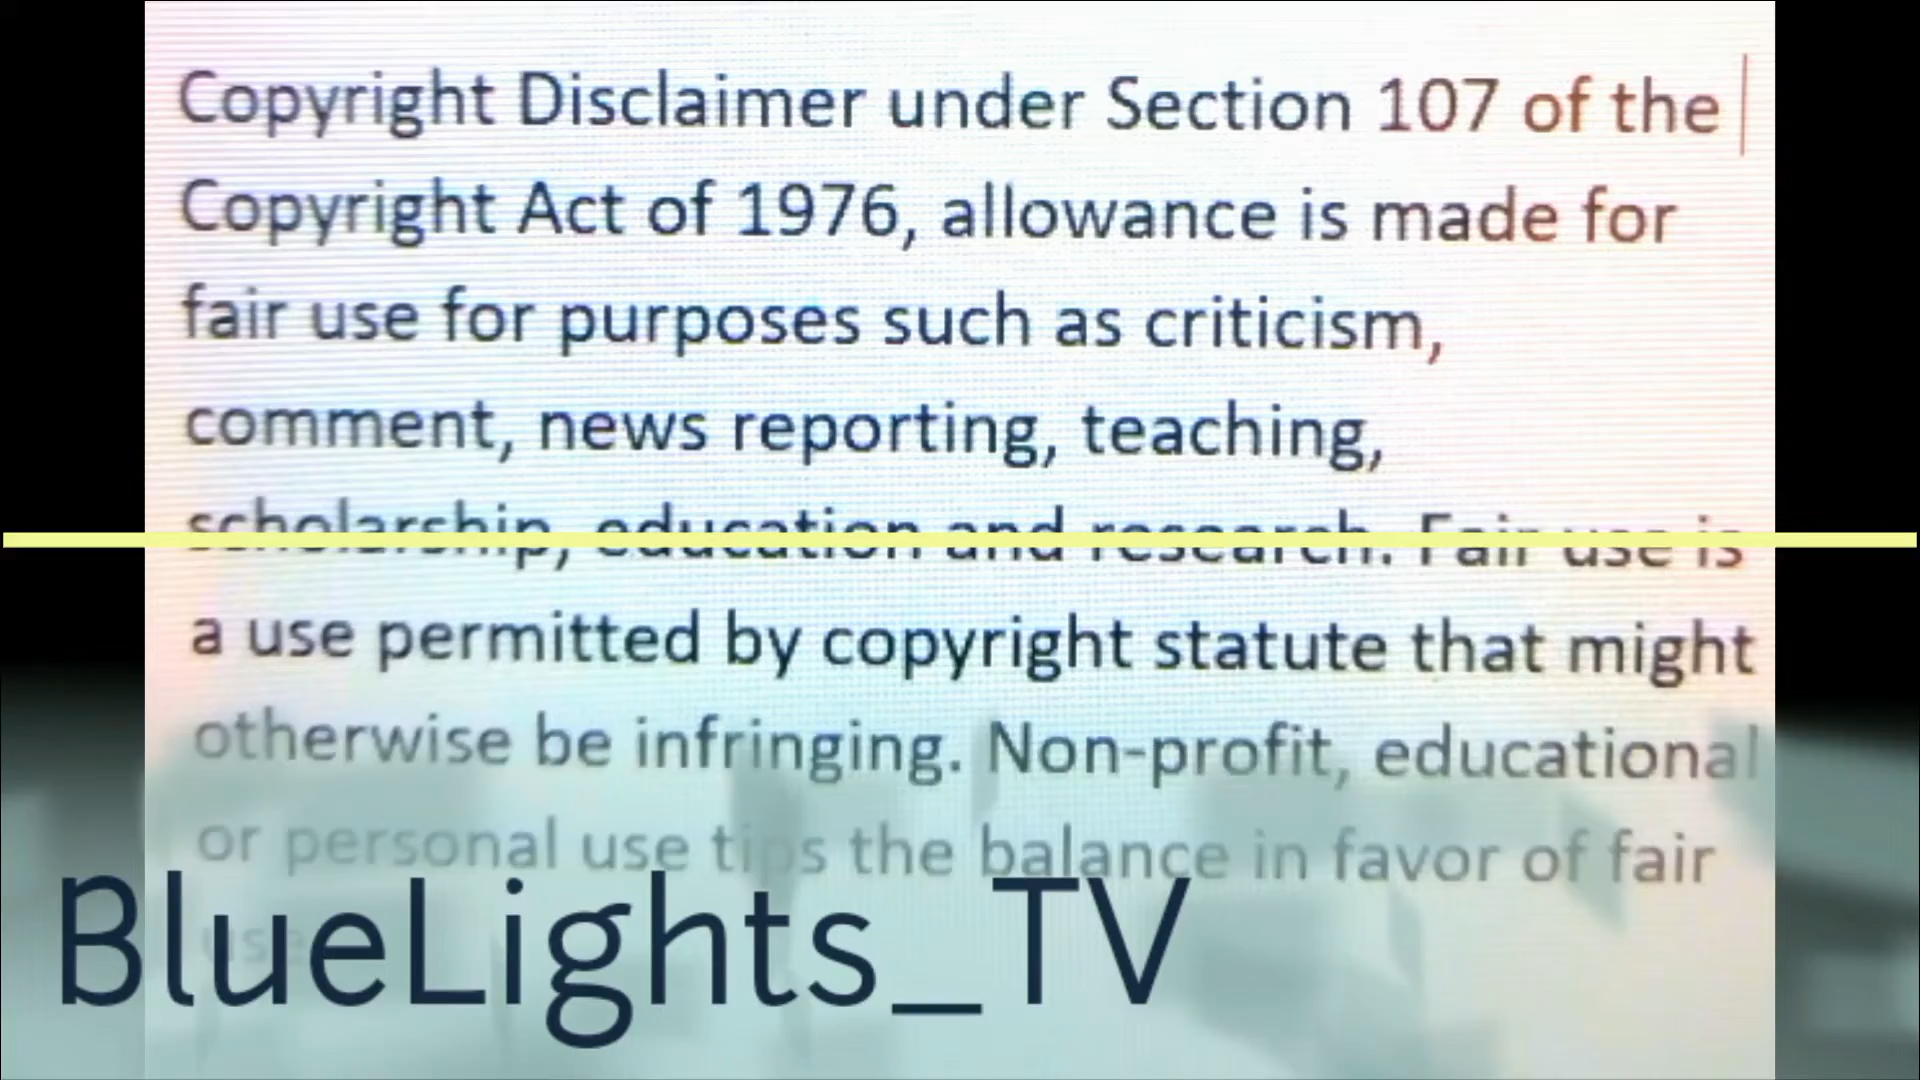 Copyright Disclaimer under Section 107 of the
Copyright Act of 1976, allowance is made for
fair use for purposes such as criticism,
comment, news reporting, teaching,
scholarship, education and research. Fair use is
a use permitted by copyright statute that might
otherwise be infringing. Non-profit, educational
or personal use tips the balance in favor of fair
use
BlueLights_TV